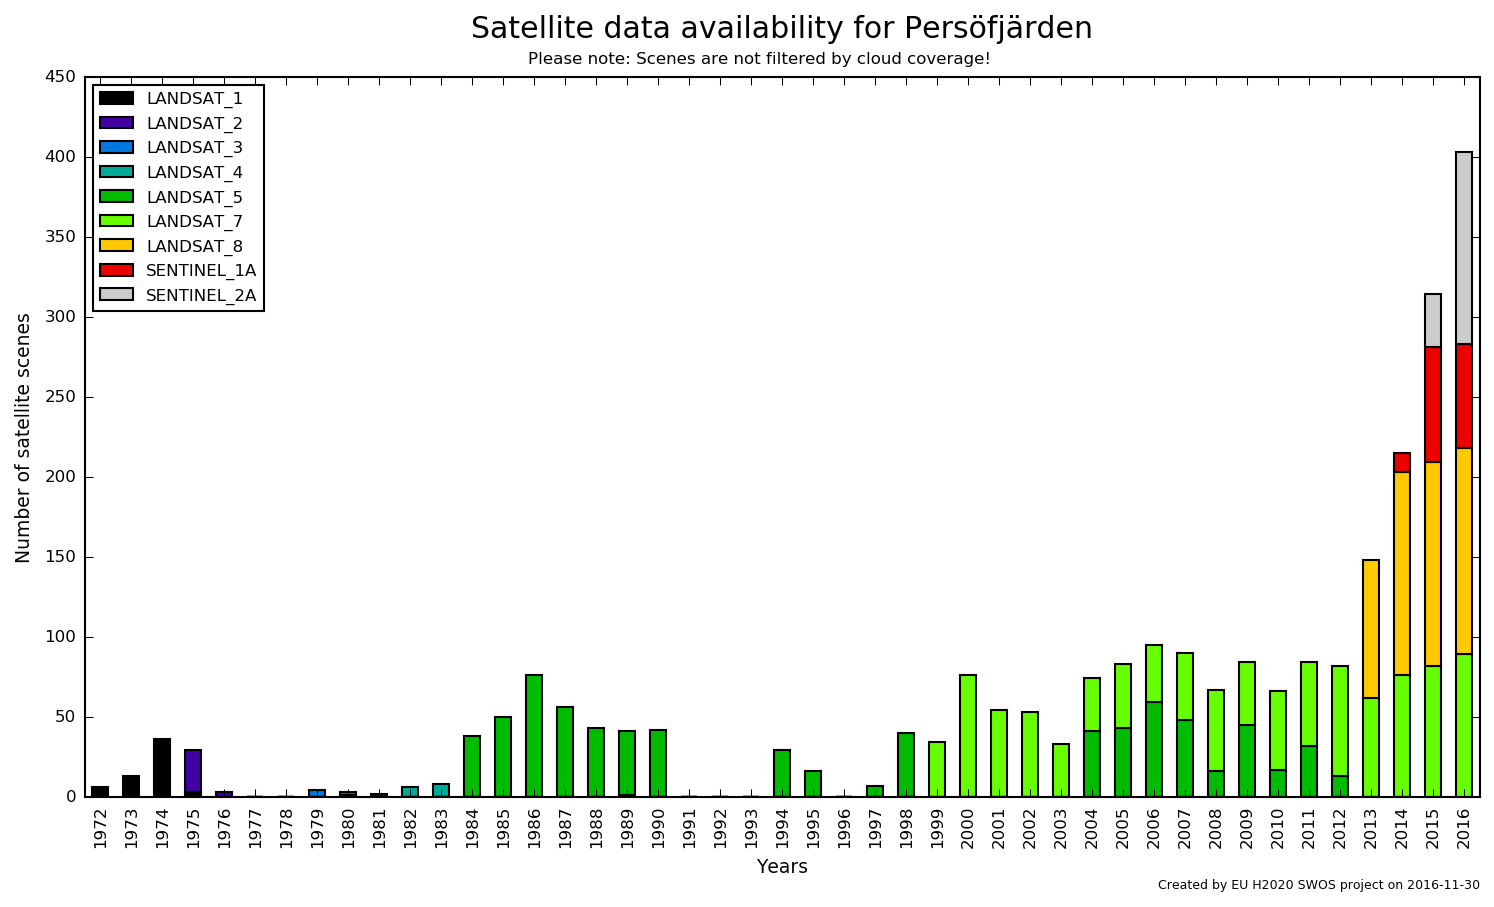 Satellite data availability for Persöfjärden
Please note: Scenes are not filtered by cloud coverage!
450
400
350
300
250
200
150
100
50
0
Number of satellite scenes
LANDSAT_1
LANDSAT_2
LANDSAT_3
LANDSAT_4
LANDSAT_5
LANDSAT_7
LANDSAT_8
SENTINEL_1A
SENTINEL_2A
1972 1973 1974 1975 1976 1977 1978 1979 1980 1981 1982 1983 1984 1985 1986 1987 1988 1989 1990 1991 1992 1993 1994 1995 1996 1997 1998 1999 2000 2001 2002 2003 2004 2005 2006 2007 2008 2009 2010 2011 2012 2013 2014 2015 2016
Years
Created by EU H2020 SWOS project on 2016-11-30